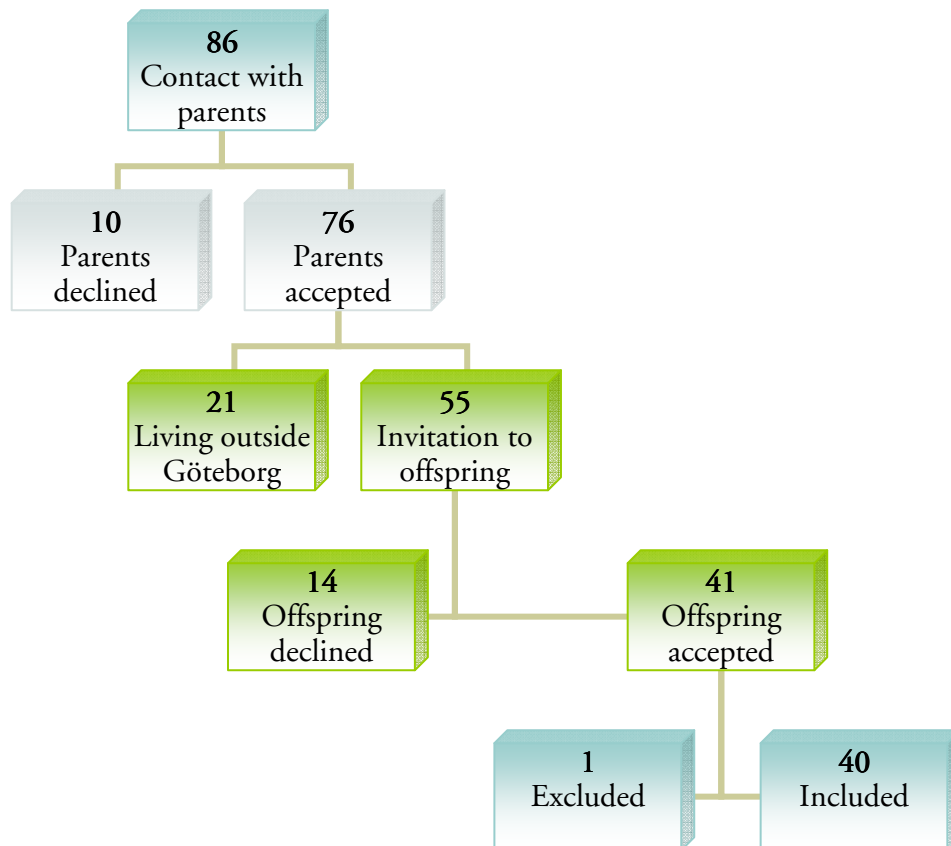 86
Contact with
parents
10
Parents
declined
76
Parents
accepted
21
Living outside
Göteborg
55
Invitation to
offspring
14
Offspring
declined
41
Offspring
accepted
1
Excluded
40
Included